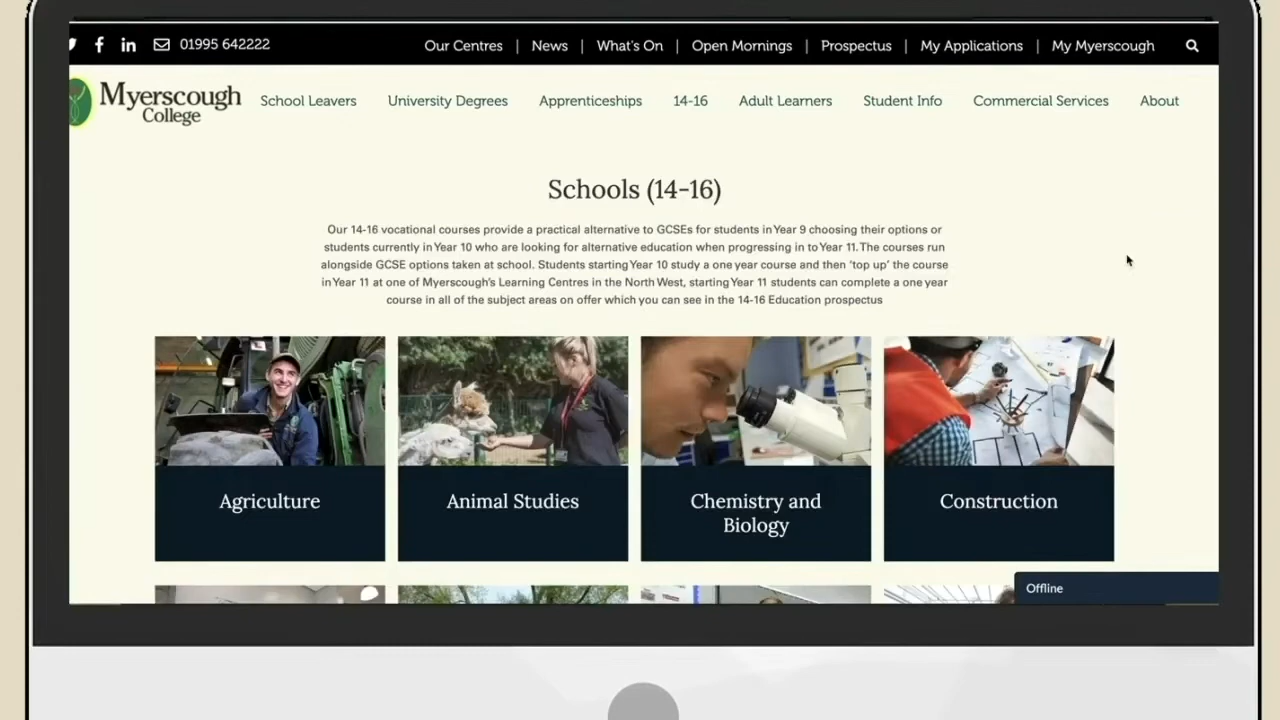 01995 642222
Our Centres | News | What's On | Open Mornings | Prospectus | My Applications | My Myerscough
Myerscough
College
School Leavers University Degrees Apprenticeships 14-16 Adult Learners Student Info Commercial Services About
Schools (14-16)
Our 14-16 vocational courses provide a practical alternative to GCSEs for students in Year 9 choosing their options or
students currently in Year 10 who are looking for alternative education when progressing in to Year 11. The courses run
alongside GCSE options taken at school. Students starting Year 10 study a one year course and then 'top up' the course
in Year 11 at one of Myerscough's Learning Centres in the North West, starting Year 11 students can complete a one year
course in all of the subject areas on offer which you can see in the 14-16 Education prospectus
Agriculture
Animal Studies
Chemistry and
Biology
Construction
Offline